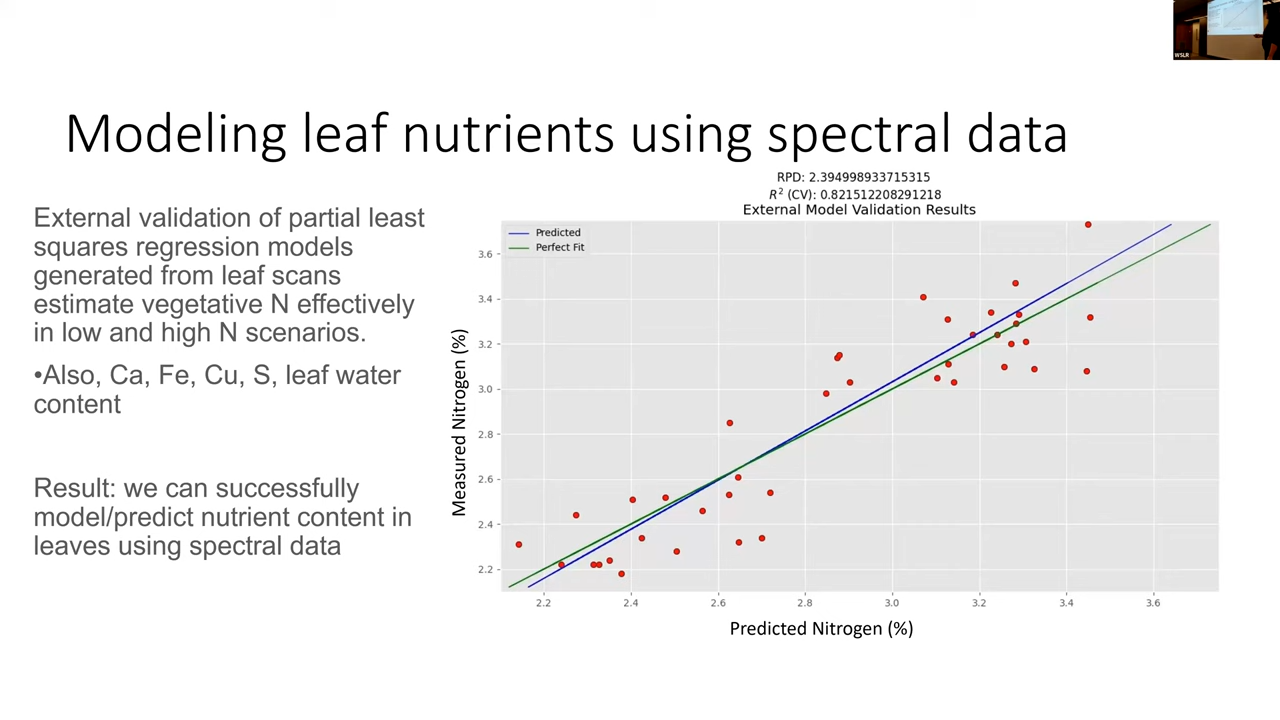 WSLR
Modeling leaf nutrients using spectral data
External validation of partial least
squares regression models
generated from leaf scans
estimate vegetative N effectively
in low and high N scenarios.
•Also, Ca, Fe, Cu, S, leaf water
content
Result: we can successfully
model/predict nutrient content in
leaves using spectral data
RPD: 2.394998933715315
R² (CV): 0.821512208291218
External Model Validation Results
Predicted
Perfect Fit
Measured Nitrogen (%)
3.6
3.4
3.2
3.0
2.8
2.6
2.4
2.2
2.2 2.4 2.6 2.8 3.0 3.2 3.4 3.6
Predicted Nitrogen (%)